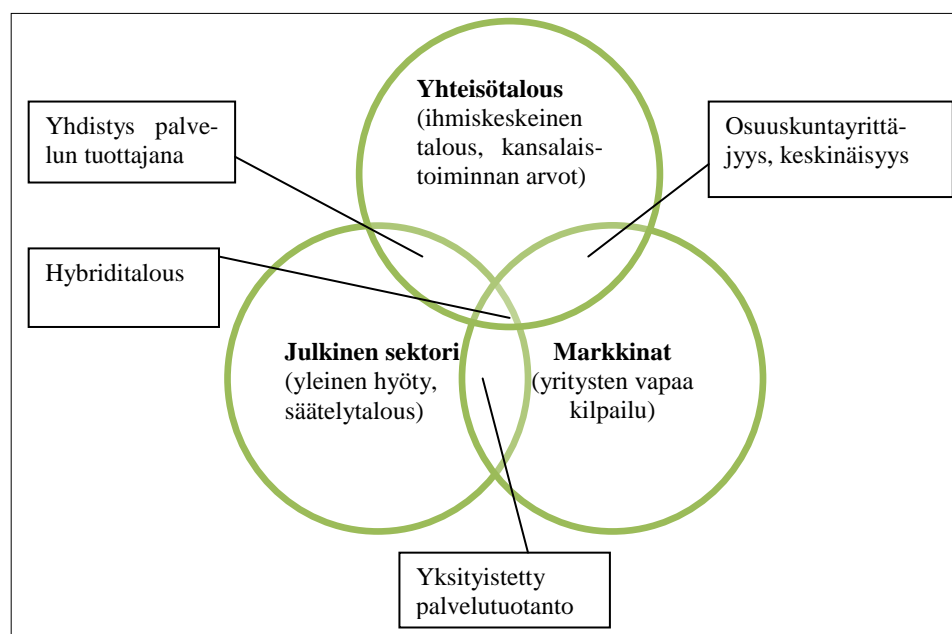 Yhteisötalous
(ihmiskeskeinen
talous, kansalais-
toiminnan arvot)
Yhdistys palve-
lun tuottajana
Osuuskuntayrittä-
jyys, keskinäisyys
Hybriditalous
Julkinen sektori
(yleinen hyöty,
säätelytalous)
Markkinat
(yritysten vapaa
kilpailu)
Yksityistetty
palvelutuotanto